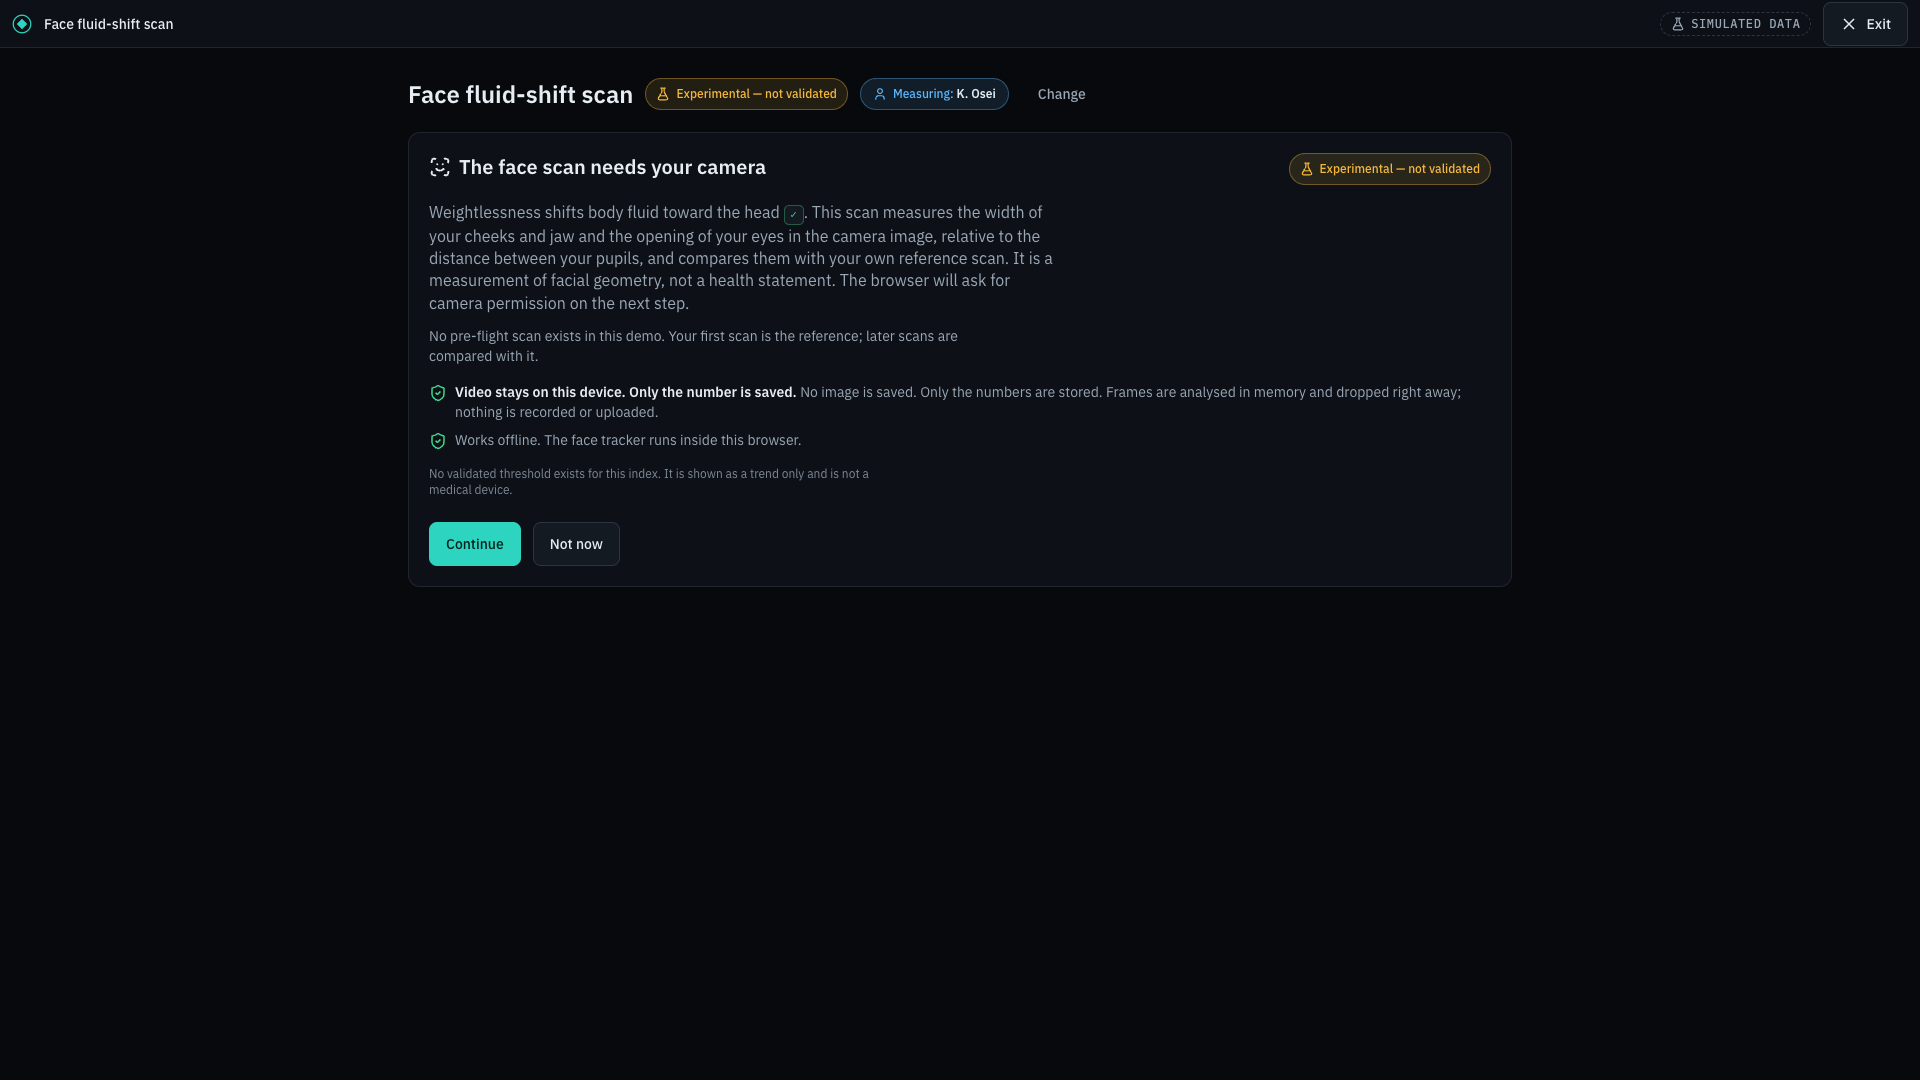 Face fluid-shift scan
SIMULATED DATA
Exit
Face fluid-shift scan
Experimental — not validated
Measuring: K. Osei
Change
The face scan needs your camera
Experimental — not validated
Weightlessness shifts body fluid toward the head ✓. This scan measures the width of
your cheeks and jaw and the opening of your eyes in the camera image, relative to the
distance between your pupils, and compares them with your own reference scan. It is a
measurement of facial geometry, not a health statement. The browser will ask for
camera permission on the next step.
No pre-flight scan exists in this demo. Your first scan is the reference; later scans are
compared with it.
Video stays on this device. Only the number is saved. No image is saved. Only the numbers are stored. Frames are analysed in memory and dropped right away;
nothing is recorded or uploaded.
Works offline. The face tracker runs inside this browser.
No validated threshold exists for this index. It is shown as a trend only and is not a
medical device.
Continue
Not now